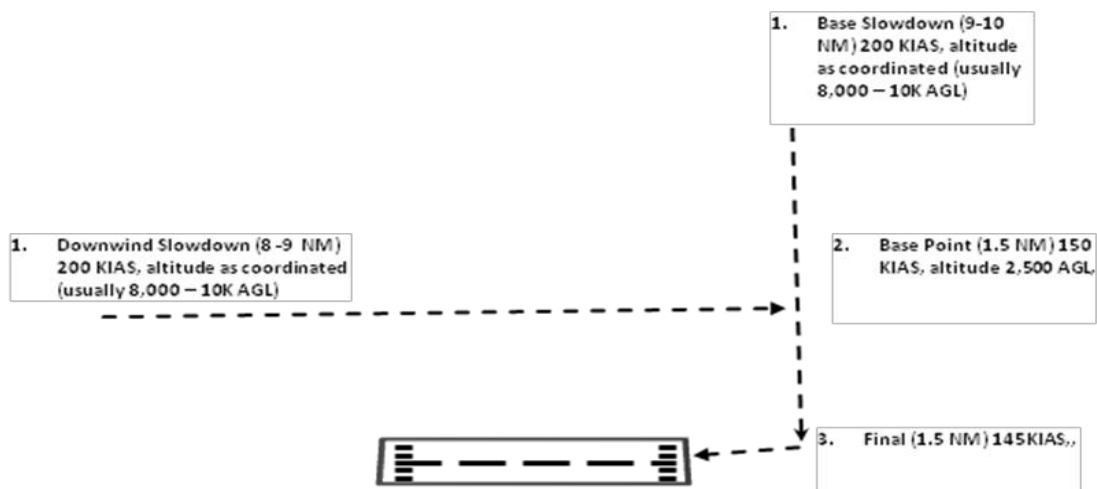 1. Base Slowdown (9-10
NM) 200 KIAS, altitude
as coordinated (usually
8,000 – 10K AGL)
1. Downwind Slowdown (8 -9 NM)
200 KIAS, altitude as coordinated
(usually 8,000 – 10K AGL)
2. Base Point (1.5 NM) 150
KIAS, altitude 2,500 AGL.
3. Final (1.5 NM) 145KIAS,,